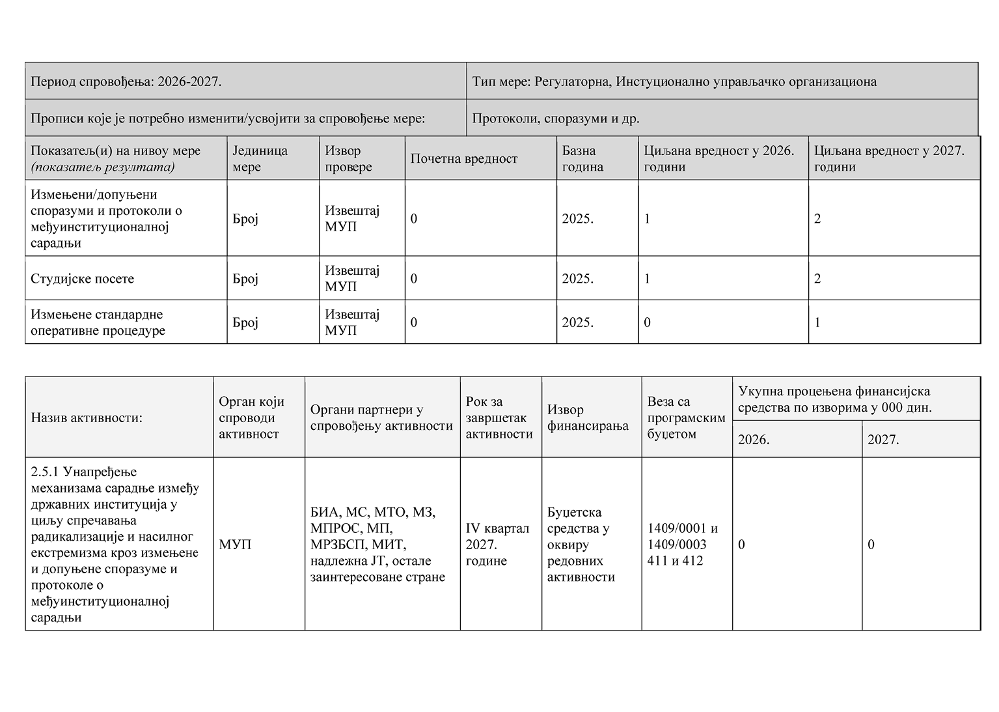 Период спровођења: 2026-2027.
Тип мере: Регулаторна, Инстуционално управљачко организациона
Прописи које је потребно изменити/усвојити за спровођење мере:
Протоколи, споразуми и др.
Показатељ(и) на нивоу мере
(показатељ резултата)
Јединица
мере
Извор
провере
Почетна вредност
Базна
година
Циљана вредност у 2026.
години
Циљана вредност у 2027.
години
Измењени/допуњени
споразуми и протоколи о
међуинституционалној
сарадњи
Број
Извештај
МУП
0
2025.
1
2
Студијске посете
Број
Извештај
МУП
0
2025.
1
2
Измењене стандардне
оперативне процедуре
Број
Извештај
МУП
0
2025.
0
1
Назив активности:
Орган који
спроводи
активност
Органи партнери у
спровођењу активности
Рок за
завршетак
активности
Извор
финансирања
Веза са
програмским
буџетом
Укупна процењена финансијска
средства по изворима у 000 дин.
2026.
2027.
2.5.1 Унапређење
механизама сарадње између
државних институција у
циљу спречавања
радикализације и насилног
екстремизма кроз измењене
и допуњене споразуме и
протоколе о
међуинституционалној
сарадњи
МУП
БИА, МС, МТО, МЗ,
МПРОС, МП,
МРЗБСП, МИТ,
надлежна ЈТ, остале
заинтересоване стране
IV квартал
2027.
године
Буџетска
средства у
оквиру
редовних
активности
1409/0001 и
1409/0003
411 и 412
0
0